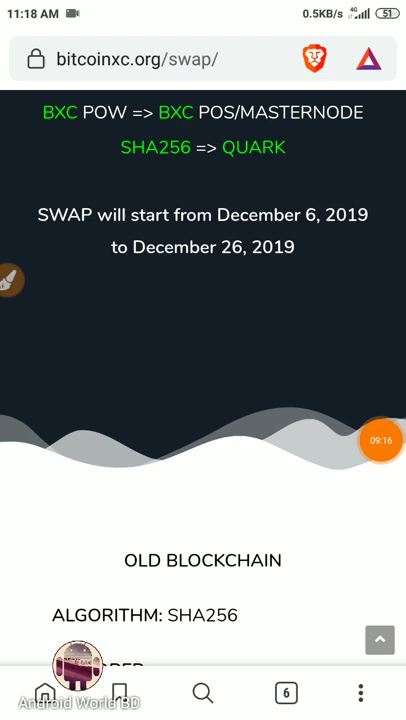 11:18 AM
0.5KB/s 4G 51
bitcoinxc.org/swap/
BXC POW => BXC POS/MASTERNODE
SHA256 => QUARK
SWAP will start from December 6, 2019
to December 26, 2019
09:16
OLD BLOCKCHAIN
ALGORITHM: SHA256
6
Android World BD